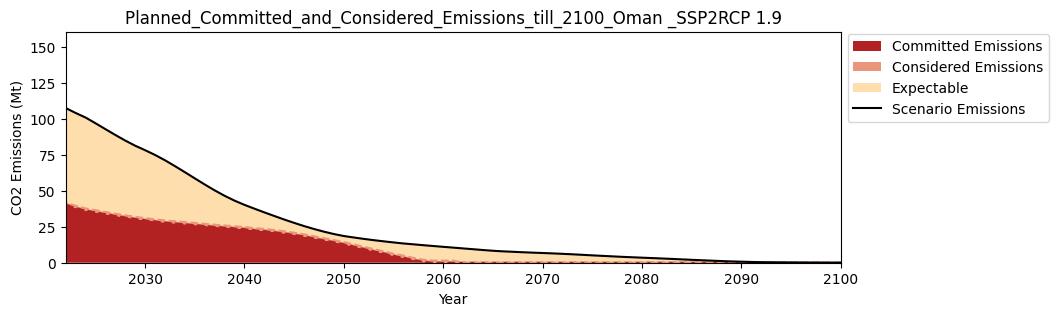 Planned_Committed_and_Considered_Emissions_till_2100_Oman _SSP2RCP 1.9
150
125
100
75
50
25
0
CO2 Emissions (Mt)
2030 2040 2050 2060 2070 2080 2090 2100
Year
Committed Emissions
Considered Emissions
Expectable
Scenario Emissions